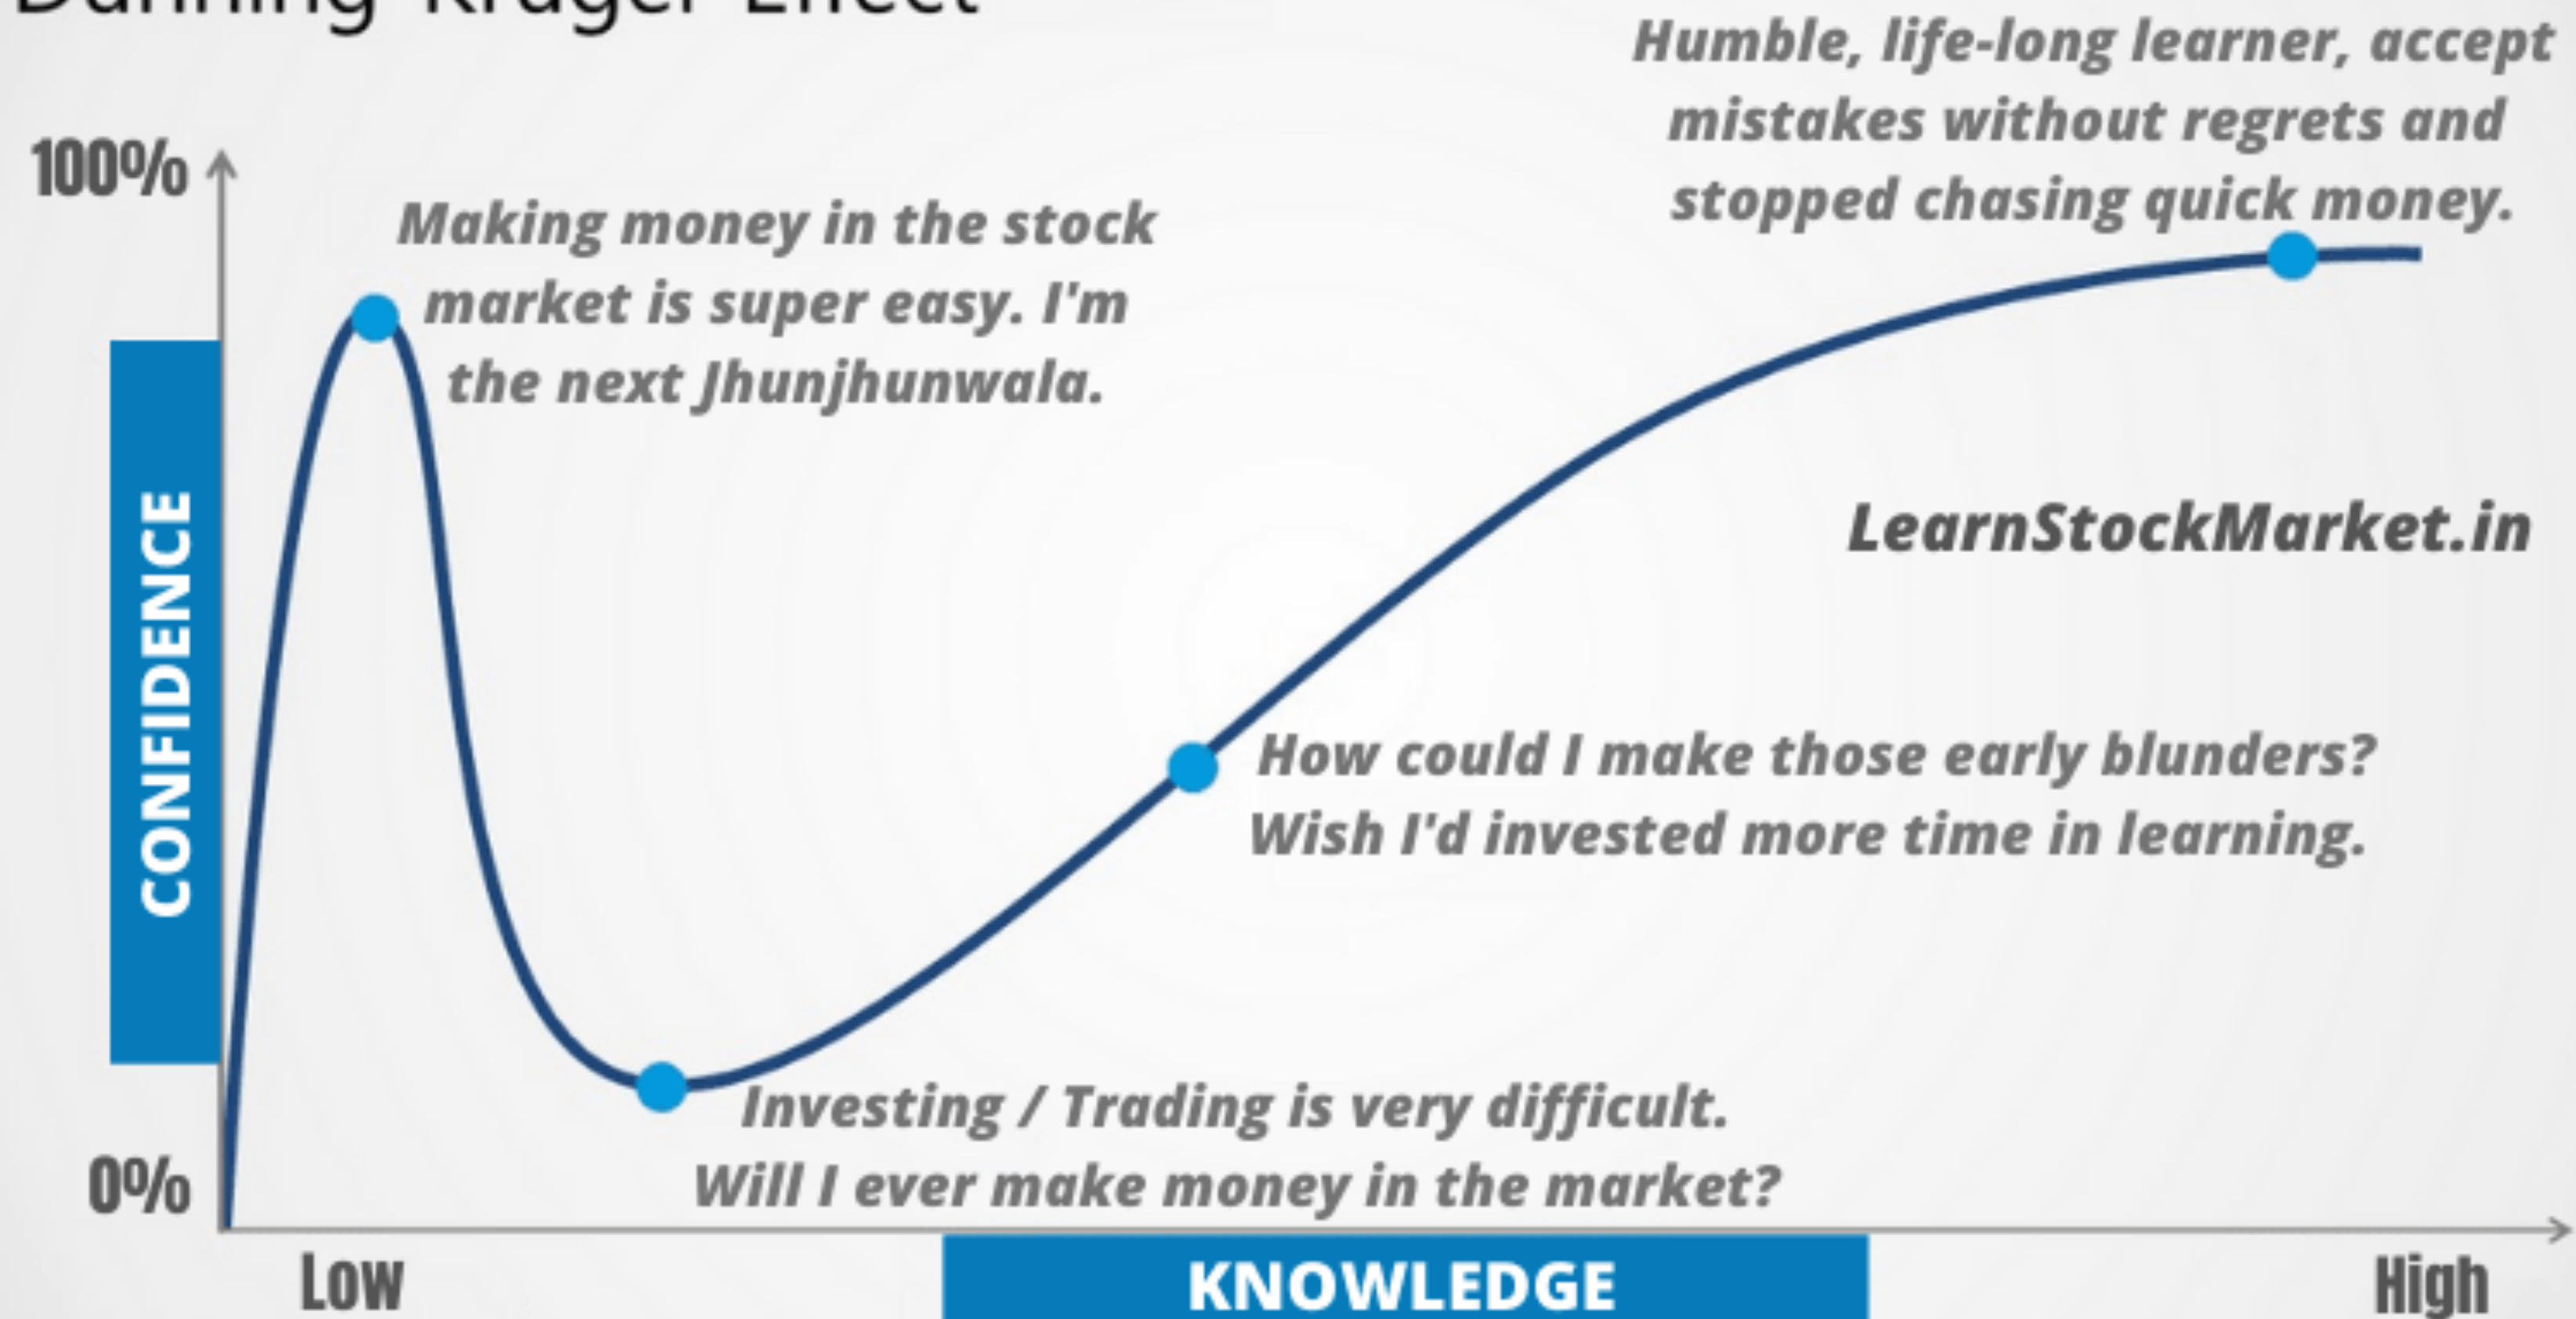 Dunning-Kruger Effect
Humble, life-long learner, accept
mistakes without regrets and
stopped chasing quick money.
100%
Making money in the stock
market is super easy. I'm
the next Jhunjhunwala.
CONFIDENCE
LearnStockMarket.in
How could I make those early blunders?
Wish I'd invested more time in learning.
Investing / Trading is very difficult.
Will I ever make money in the market?
0%
Low
KNOWLEDGE
High